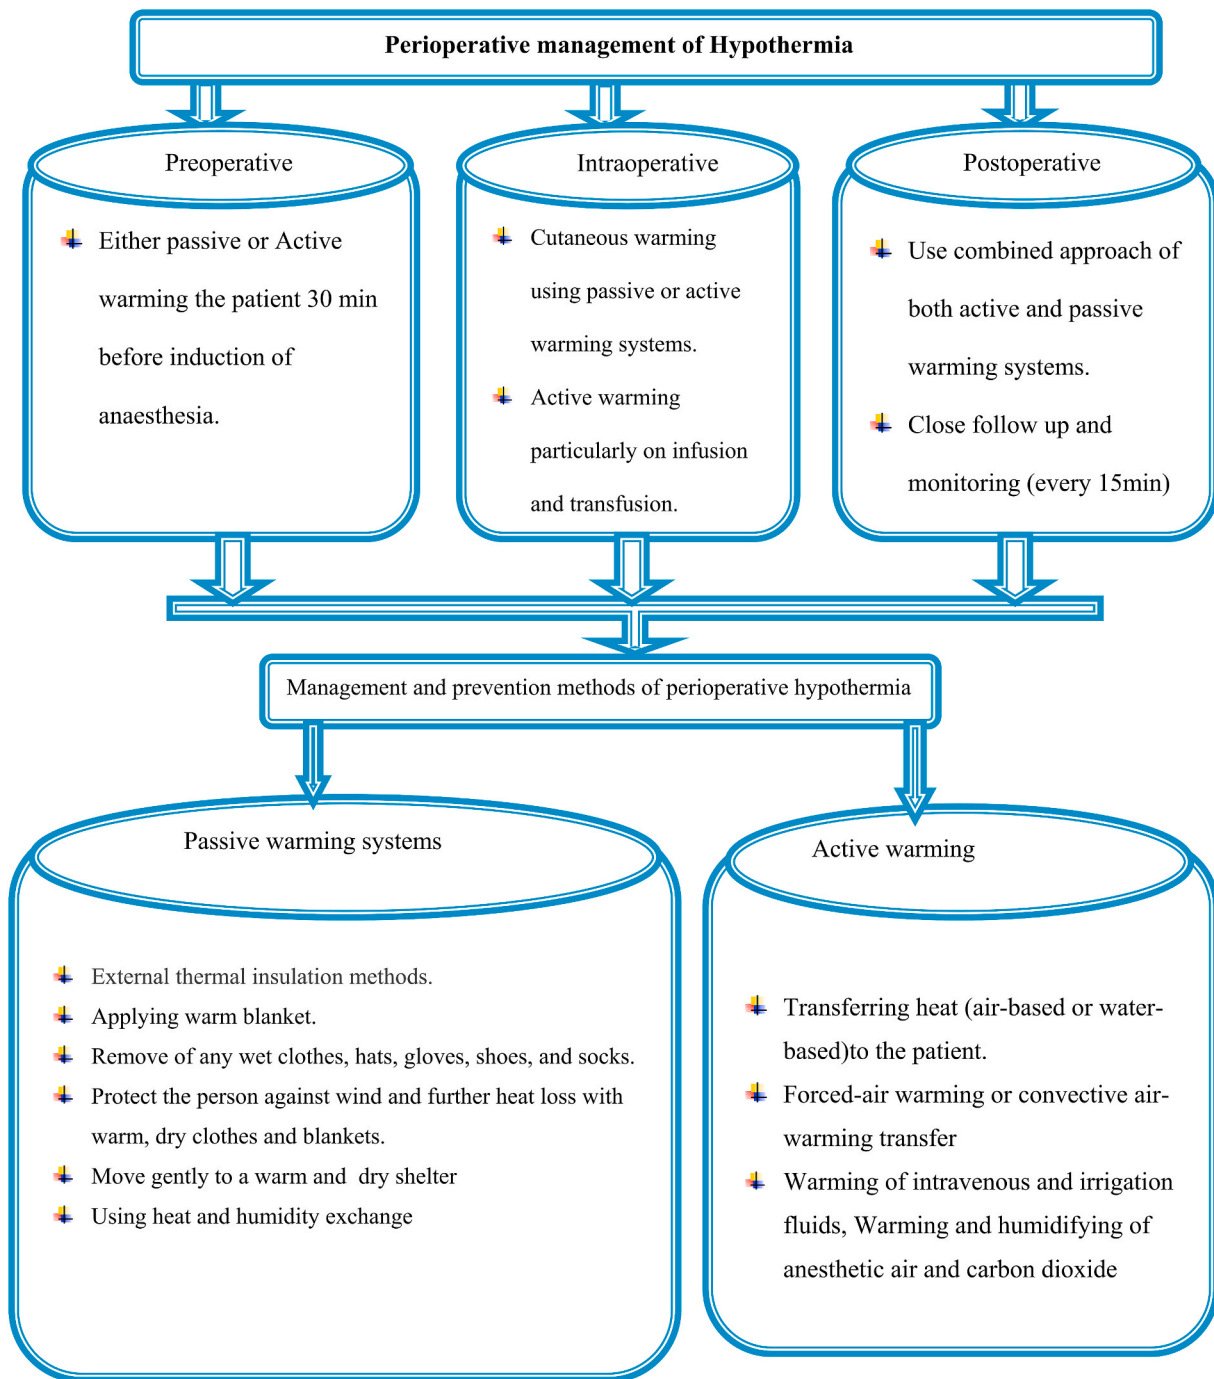 Perioperative management of Hypothermia
Preoperative
Either passive or Active
warming the patient 30 min
before induction of
anaesthesia.
Intraoperative
Cutaneous warming
using passive or active
warming systems.
Active warming
particularly on infusion
and transfusion.
Postoperative
Use combined approach of
both active and passive
warming systems.
Close follow up and
monitoring (every 15min)
Management and prevention methods of perioperative hypothermia
Passive warming systems
External thermal insulation methods.
Applying warm blanket.
Remove of any wet clothes, hats, gloves, shoes, and socks.
Protect the person against wind and further heat loss with
warm, dry clothes and blankets.
Move gently to a warm and dry shelter
Using heat and humidity exchange
Active warming
Transferring heat (air-based or water-
based)to the patient.
Forced-air warming or convective air-
warming transfer
Warming of intravenous and irrigation
fluids, Warming and humidifying of
anesthetic air and carbon dioxide